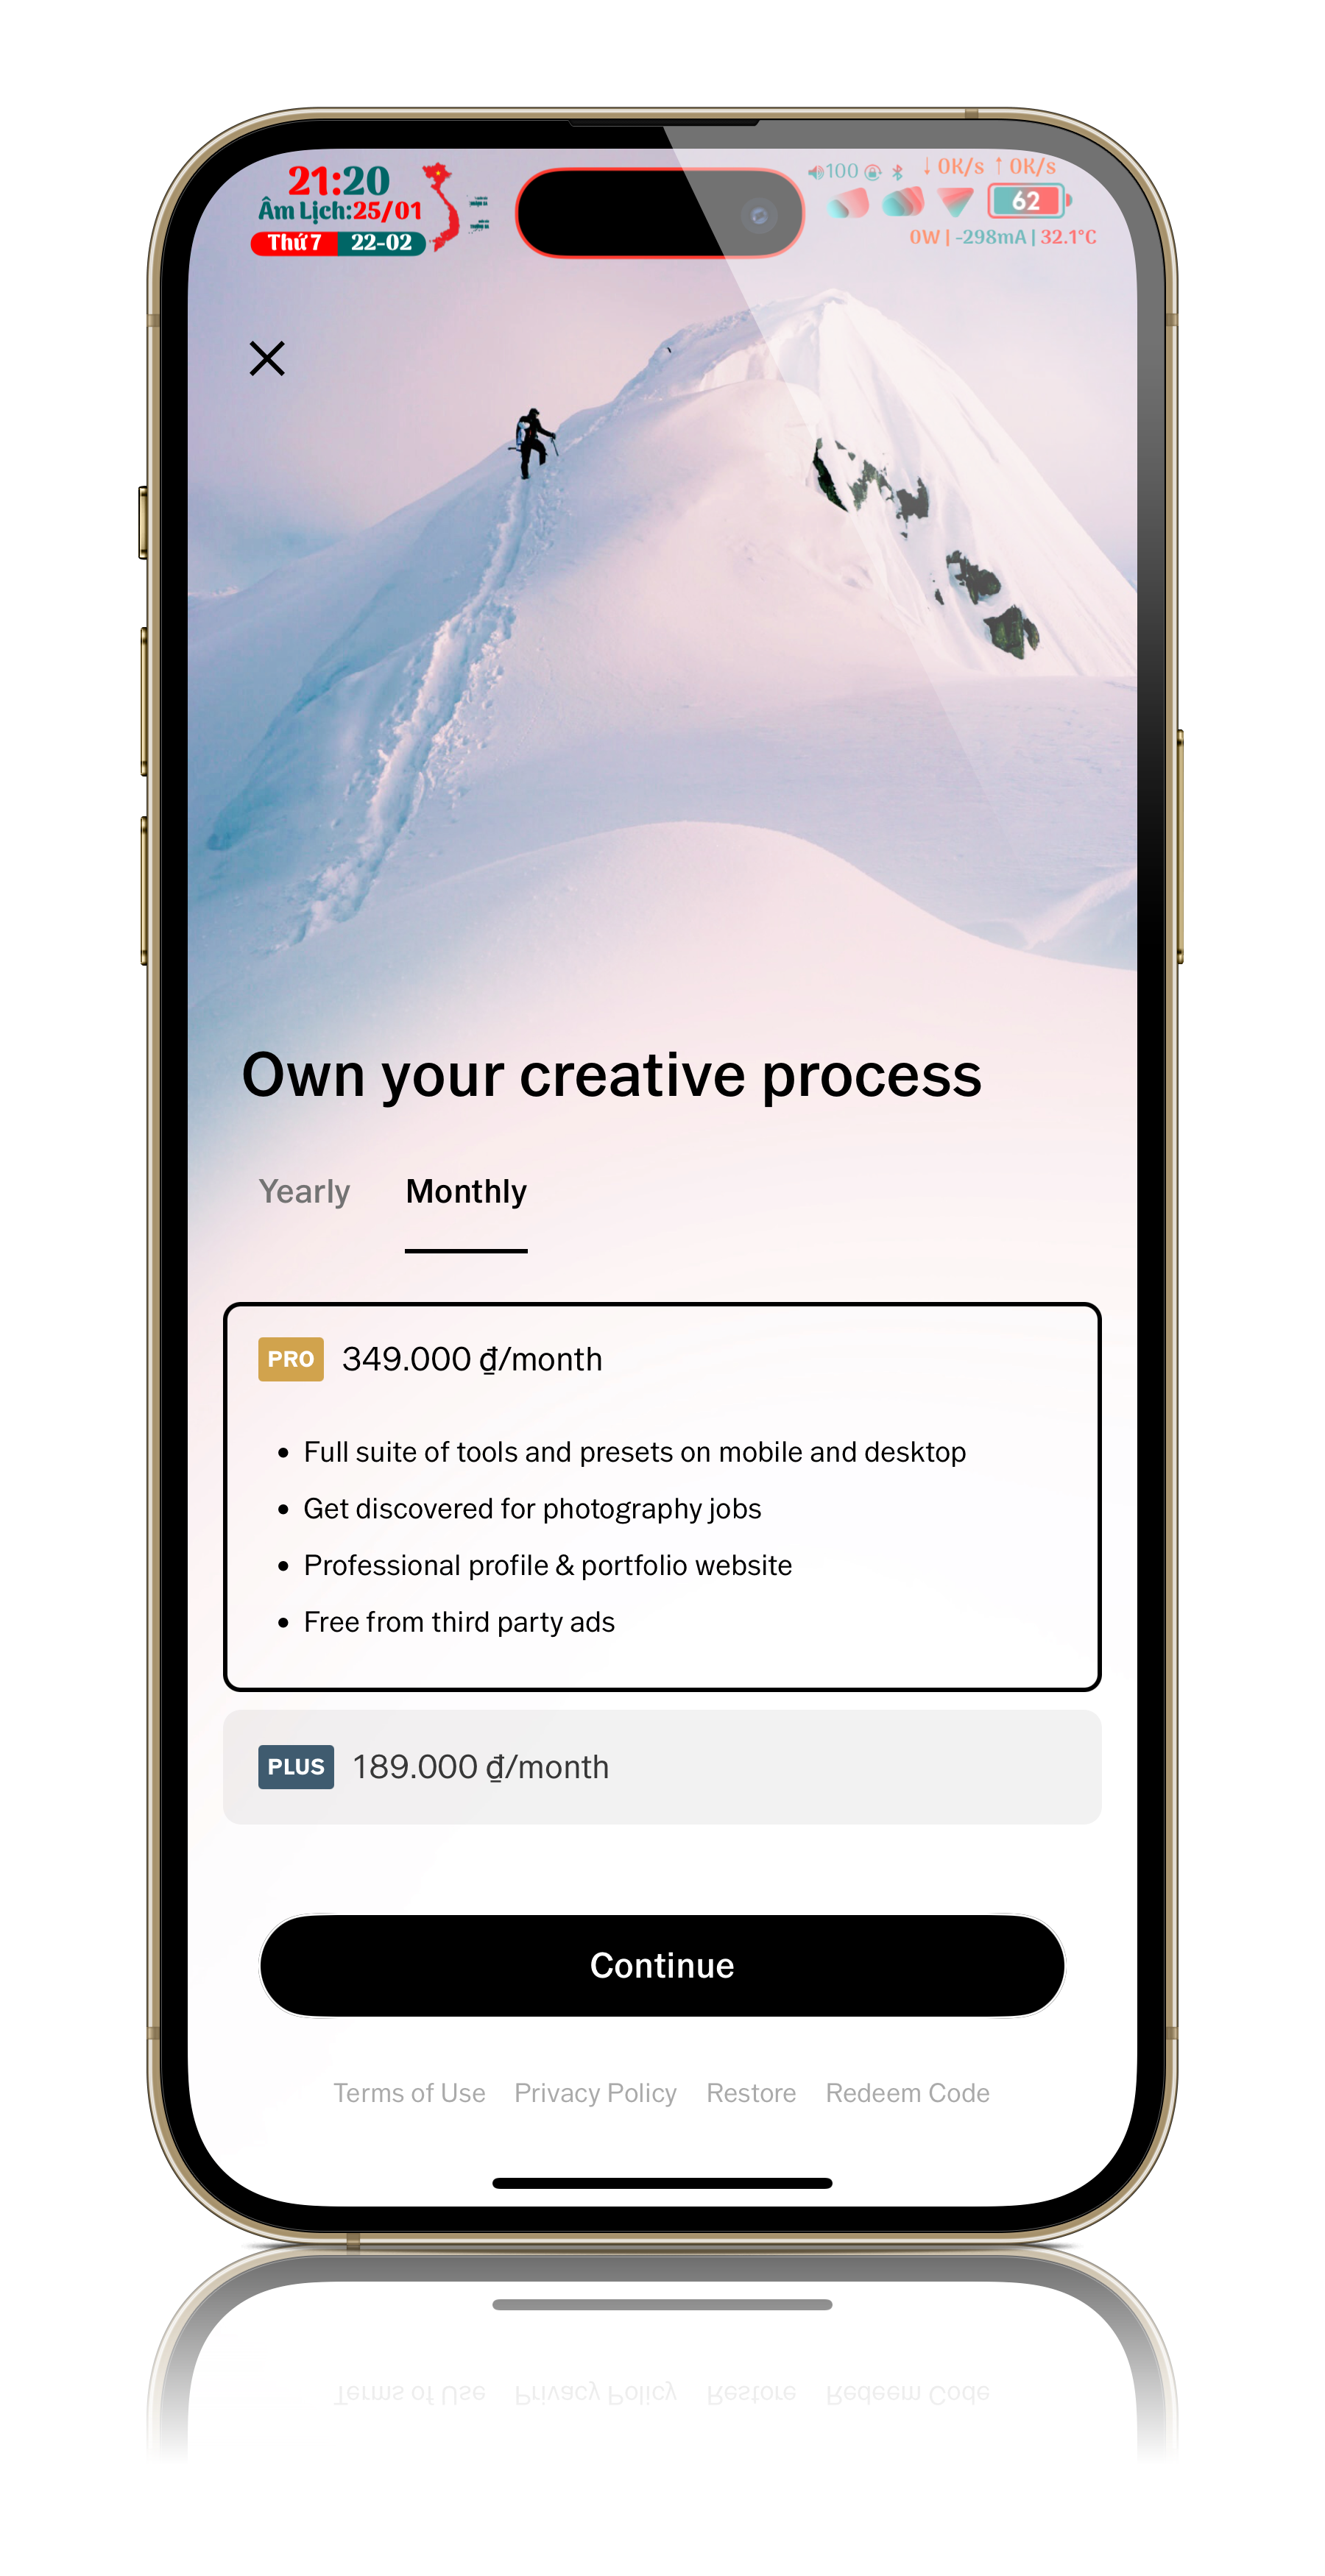 21:20
Âm Lịch:25/01
Thứ 7 22-02
100 ↓ 0K/s ↑ 0K/s
62
0W | -298mA | 32.1°C
Own your creative process
Yearly Monthly
PRO 349.000 ₫/month
• Full suite of tools and presets on mobile and desktop
• Get discovered for photography jobs
• Professional profile & portfolio website
• Free from third party ads
PLUS 189.000 ₫/month
Continue
Terms of Use Privacy Policy Restore Redeem Code